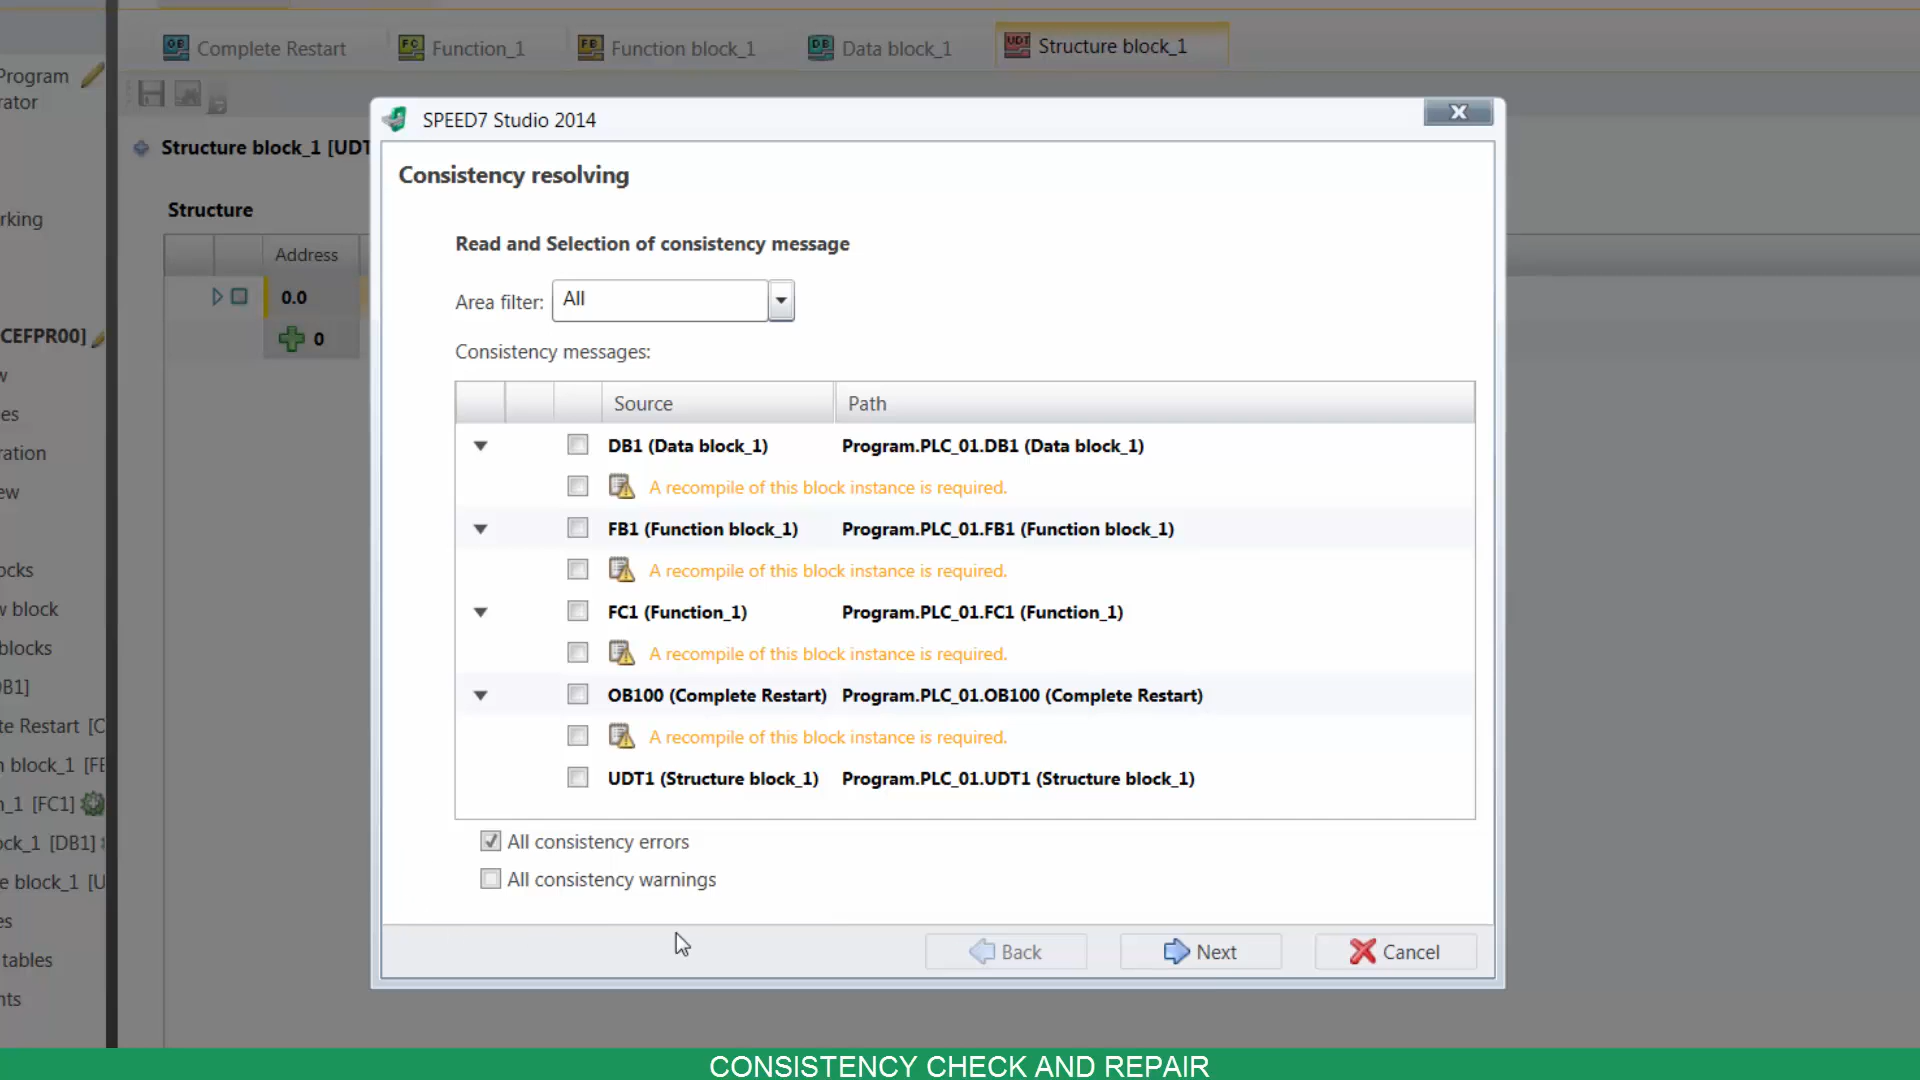 Complete Restart
Function_1
Function block_1
Data block_1
Structure block_1
Program
rator
Structure block_1 [UDT
Structure
Address
0.0
0
rking
CEFPR00]
w
es
ration
ew
ocks
w block
blocks
DB1]
te Restart [C
n block_1 [FE
n_1 [FC1]
ock_1 [DB1]
e block_1 [U
es
tables
nts
SPEED7 Studio 2014
Consistency resolving
Read and Selection of consistency message
Area filter: All
Consistency messages:
Source Path
DB1 (Data block_1) Program.PLC_01.DB1 (Data block_1)
A recompile of this block instance is required.
FB1 (Function block_1) Program.PLC_01.FB1 (Function block_1)
A recompile of this block instance is required.
FC1 (Function_1) Program.PLC_01.FC1 (Function_1)
A recompile of this block instance is required.
OB100 (Complete Restart) Program.PLC_01.OB100 (Complete Restart)
A recompile of this block instance is required.
UDT1 (Structure block_1) Program.PLC_01.UDT1 (Structure block_1)
All consistency errors
All consistency warnings
Back Next Cancel
CONSISTENCY CHECK AND REPAIR